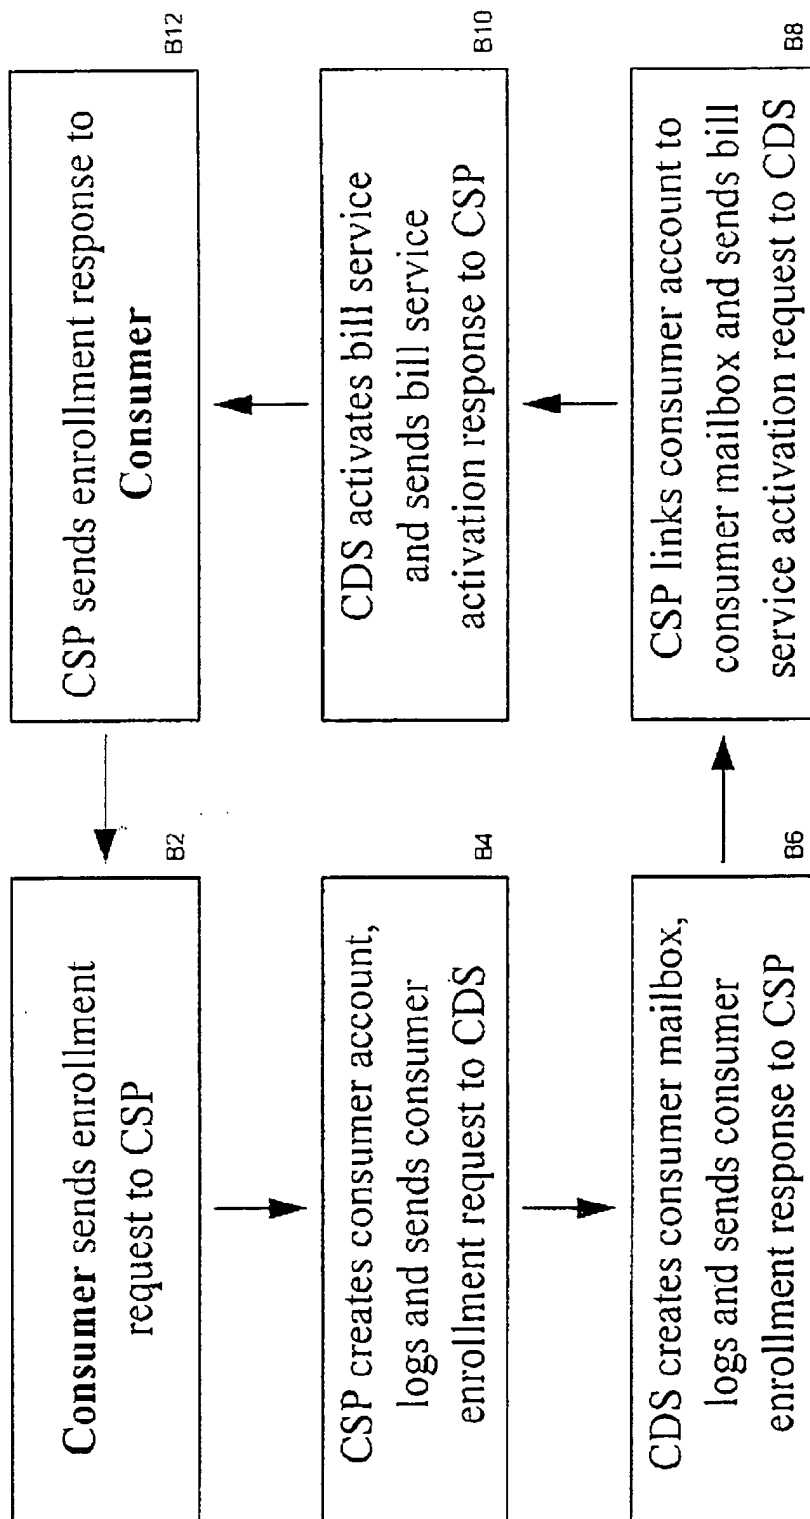 Consumer sends enrollment
request to CSP
B2
CSP creates consumer account,
logs and sends consumer
enrollment request to CDS
B4
CDS creates consumer mailbox,
logs and sends consumer
enrollment response to CSP
B6
CSP links consumer account to
consumer mailbox and sends bill
service activation request to CDS
B8
CDS activates bill service
and sends bill service
activation response to CSP
B10
CSP sends enrollment response to
Consumer
B12